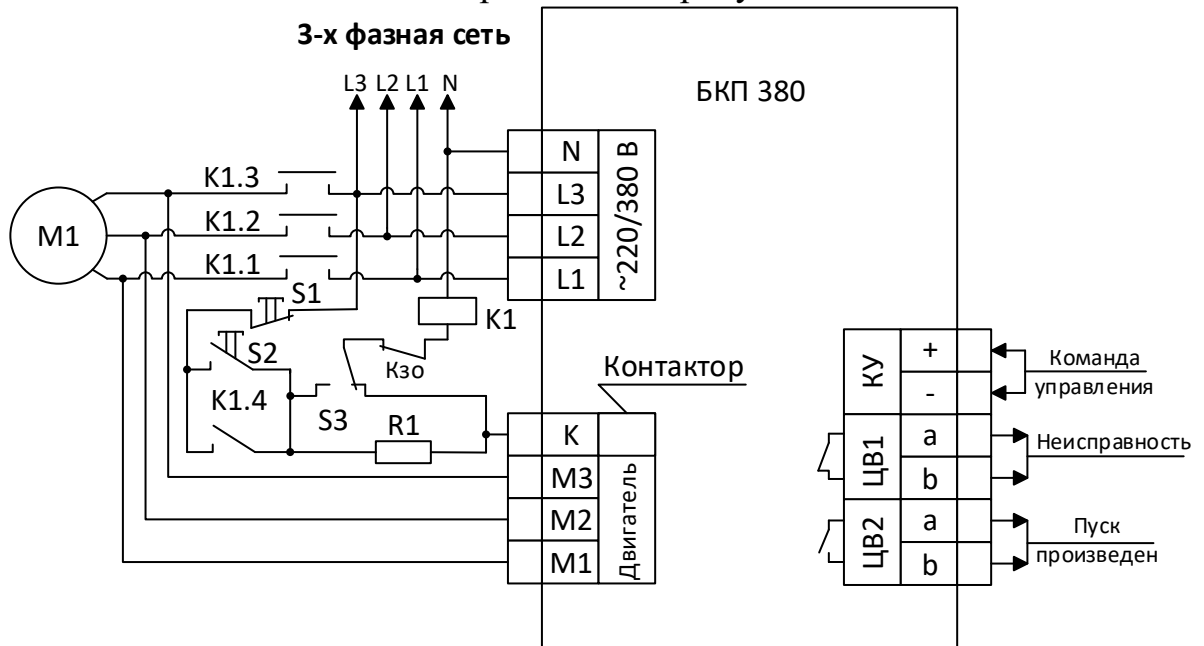 3-х фазная сеть
L3 L2 L1 N
БКП 380
N
L3
L2
L1
~220/380 В
K1.3
K1.2
K1.1
M1
S1
K1
S2
Кзо
K1.4
S3
R1
Контактор
K
M3
M2
M1
Двигатель
КУ
+
-
Команда
управления
ЦВ1
a
b
Неисправность
ЦВ2
a
b
Пуск
произведен